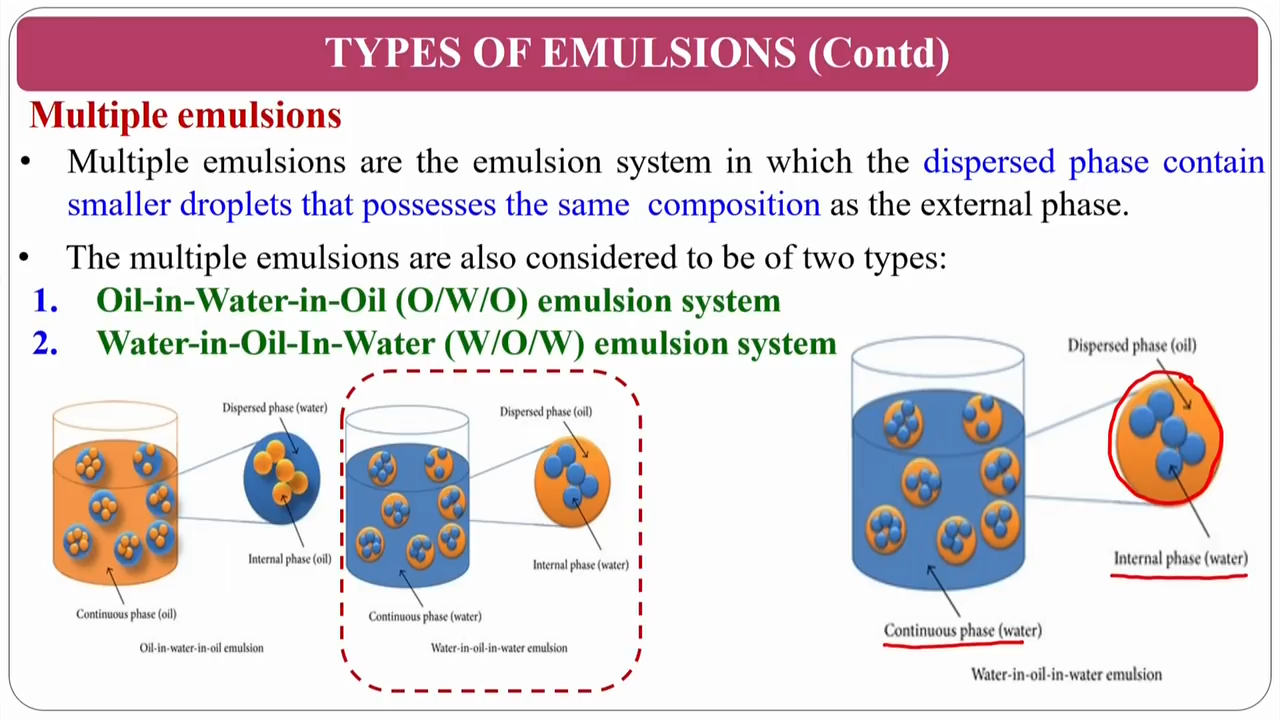 TYPES OF EMULSIONS (Contd)
Multiple emulsions
• Multiple emulsions are the emulsion system in which the dispersed phase contain
smaller droplets that possesses the same composition as the external phase.
• The multiple emulsions are also considered to be of two types:
1. Oil-in-Water-in-Oil (O/W/O) emulsion system
2. Water-in-Oil-In-Water (W/O/W) emulsion system
Dispersed phase (water)
Internal phase (oil)
Continuous phase (oil)
Oil-in-water-in-oil emulsion
Dispersed phase (oil)
Internal phase (water)
Continuous phase (water)
Water-in-oil-in-water emulsion
Dispersed phase (oil)
Internal phase (water)
Continuous phase (water)
Water-in-oil-in-water emulsion